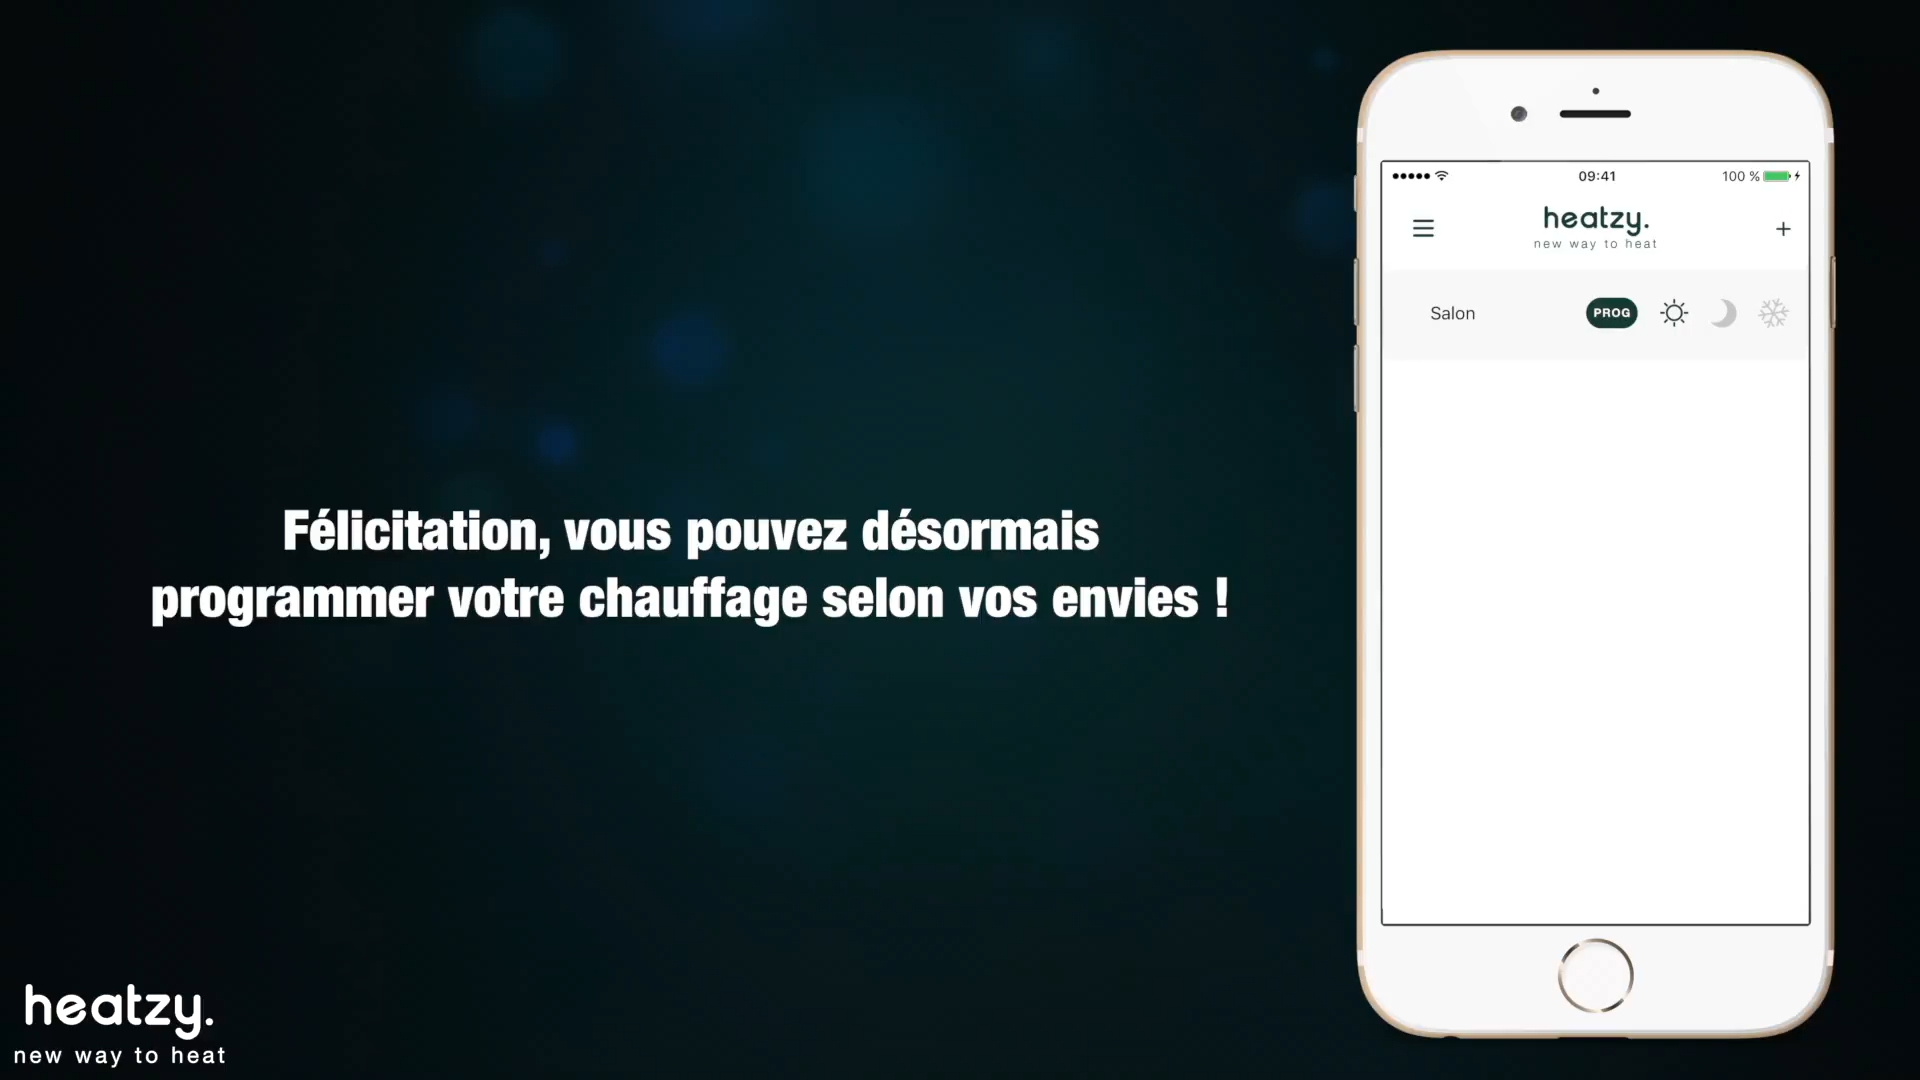 Félicitation, vous pouvez désormais
programmer votre chauffage selon vos envies !
09:41
100 %
heatzy.
new way to heat
Salon
PROG
heatzy.
new way to heat